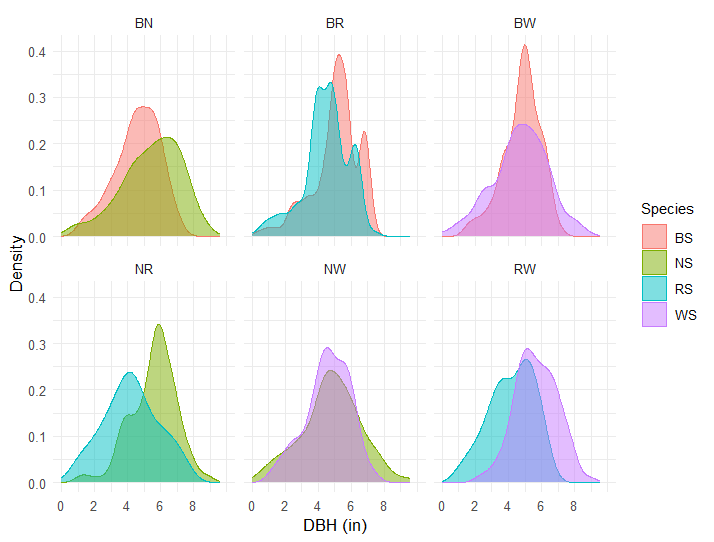 BN BR BW
0.4
0.3
0.2
0.1
0.0
Density
Species
BS
NS
RS
WS
NR NW RW
0.4
0.3
0.2
0.1
0.0
0 2 4 6 8 0 2 4 6 8 0 2 4 6 8
DBH (in)